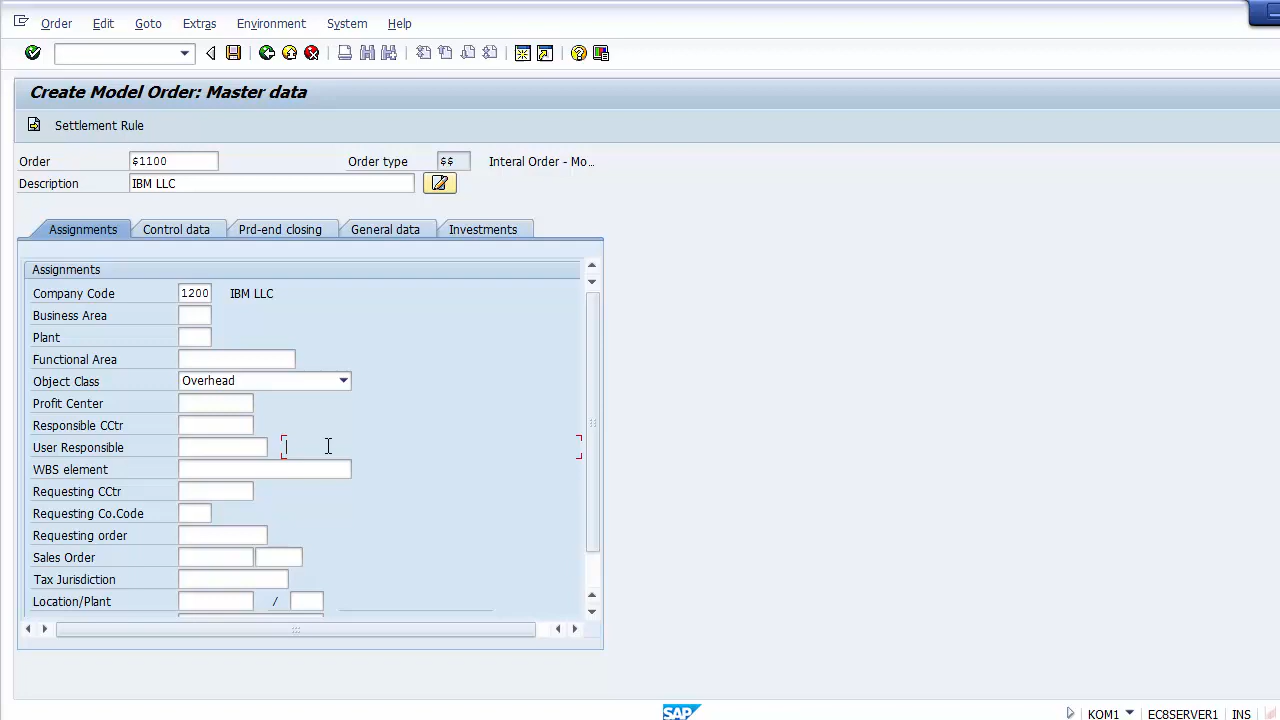 Order Edit Goto Extras Environment System Help
Create Model Order: Master data
Settlement Rule
Order $1100 Order type $$ Interal Order - Mo...
Description IBM LLC
Assignments Control data Prd-end closing General data Investments
Assignments
Company Code 1200 IBM LLC
Business Area
Plant
Functional Area
Object Class Overhead
Profit Center
Responsible CCtr
User Responsible
WBS element
Requesting CCtr
Requesting Co.Code
Requesting order
Sales Order
Tax Jurisdiction
Location/Plant /
SAP KOM1 EC8SERVER1 INS